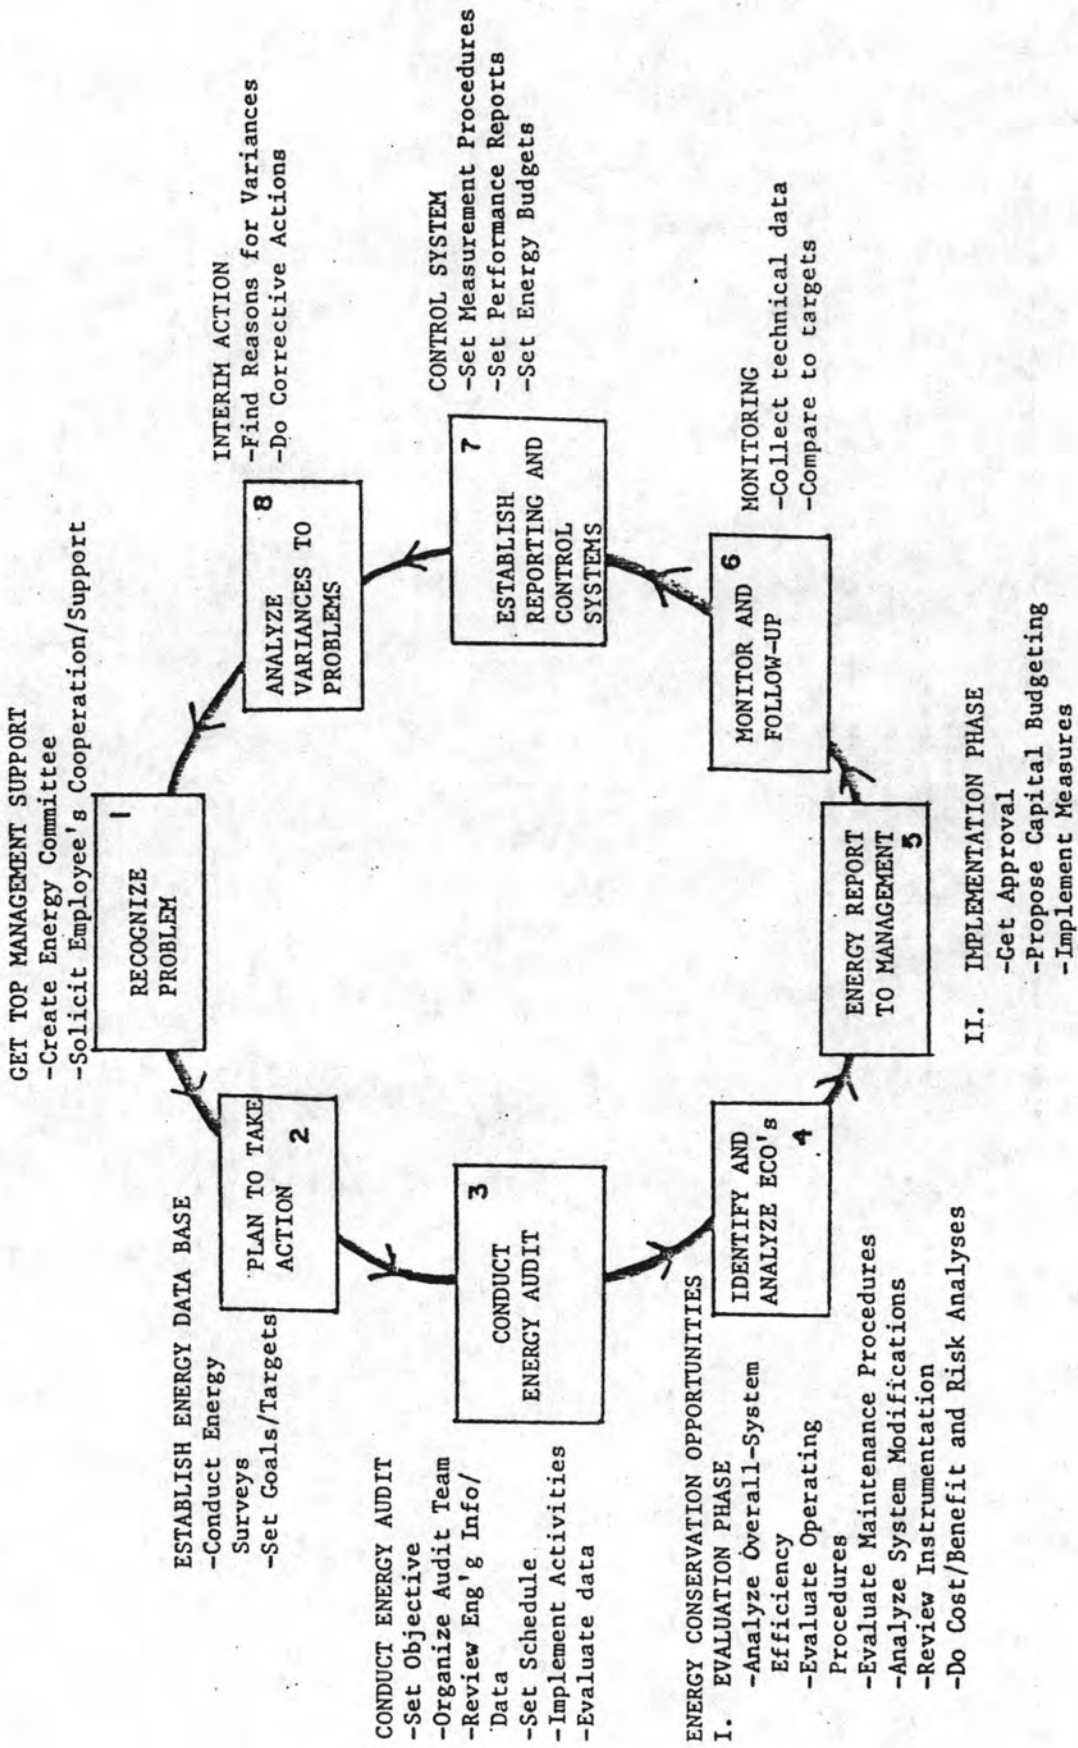 GET TOP MANAGEMENT SUPPORT
-Create Energy Committee
-Solicit Employee's Cooperation/Support
1
RECOGNIZE
PROBLEM
ESTABLISH ENERGY DATA BASE
-Conduct Energy
Surveys
-Set Goals/Targets
PLAN TO TAKE
ACTION
2
CONDUCT ENERGY AUDIT
-Set Objective
-Organize Audit Team
-Review Eng'g Info/
Data
-Set Schedule
-Implement Activities
-Evaluate data
3
CONDUCT
ENERGY AUDIT
ENERGY CONSERVATION OPPORTUNITIES
I. EVALUATION PHASE
-Analyze Overall-System
Efficiency
-Evaluate Operating
Procedures
-Evaluate Maintenance Procedures
-Analyze System Modifications
-Review Instrumentation
-Do Cost/Benefit and Risk Analyses
IDENTIFY AND
ANALYZE ECO's
4
ENERGY REPORT
TO MANAGEMENT
5
II. IMPLEMENTATION PHASE
-Get Approval
-Propose Capital Budgeting
-Implement Measures
6
MONITOR AND
FOLLOW-UP
MONITORING
-Collect technical data
-Compare to targets
7
ESTABLISH
REPORTING AND
CONTROL
SYSTEMS
CONTROL SYSTEM
-Set Measurement Procedures
-Set Performance Reports
-Set Energy Budgets
8
ANALYZE
VARIANCES TO
PROBLEMS
INTERIM ACTION
-Find Reasons for Variances
-Do Corrective Actions